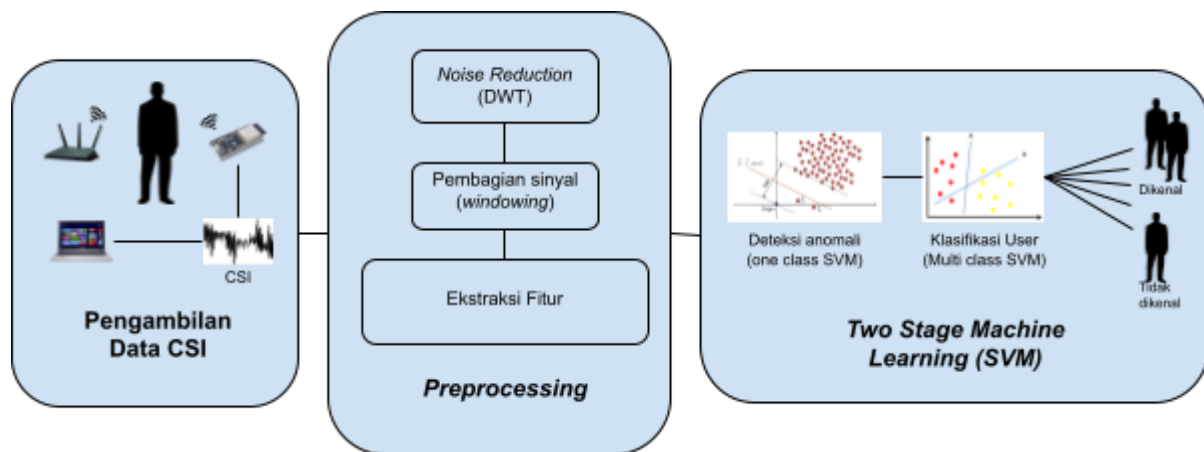 CSI
Pengambilan
Data CSI
Noise Reduction
(DWT)
Pembagian sinyal
(windowing)
Ekstraksi Fitur
Preprocessing
Deteksi anomali
(one class SVM)
Klasifikasi User
(Multi class SVM)
Dikenal
Tidak
dikenal
Two Stage Machine
Learning (SVM)